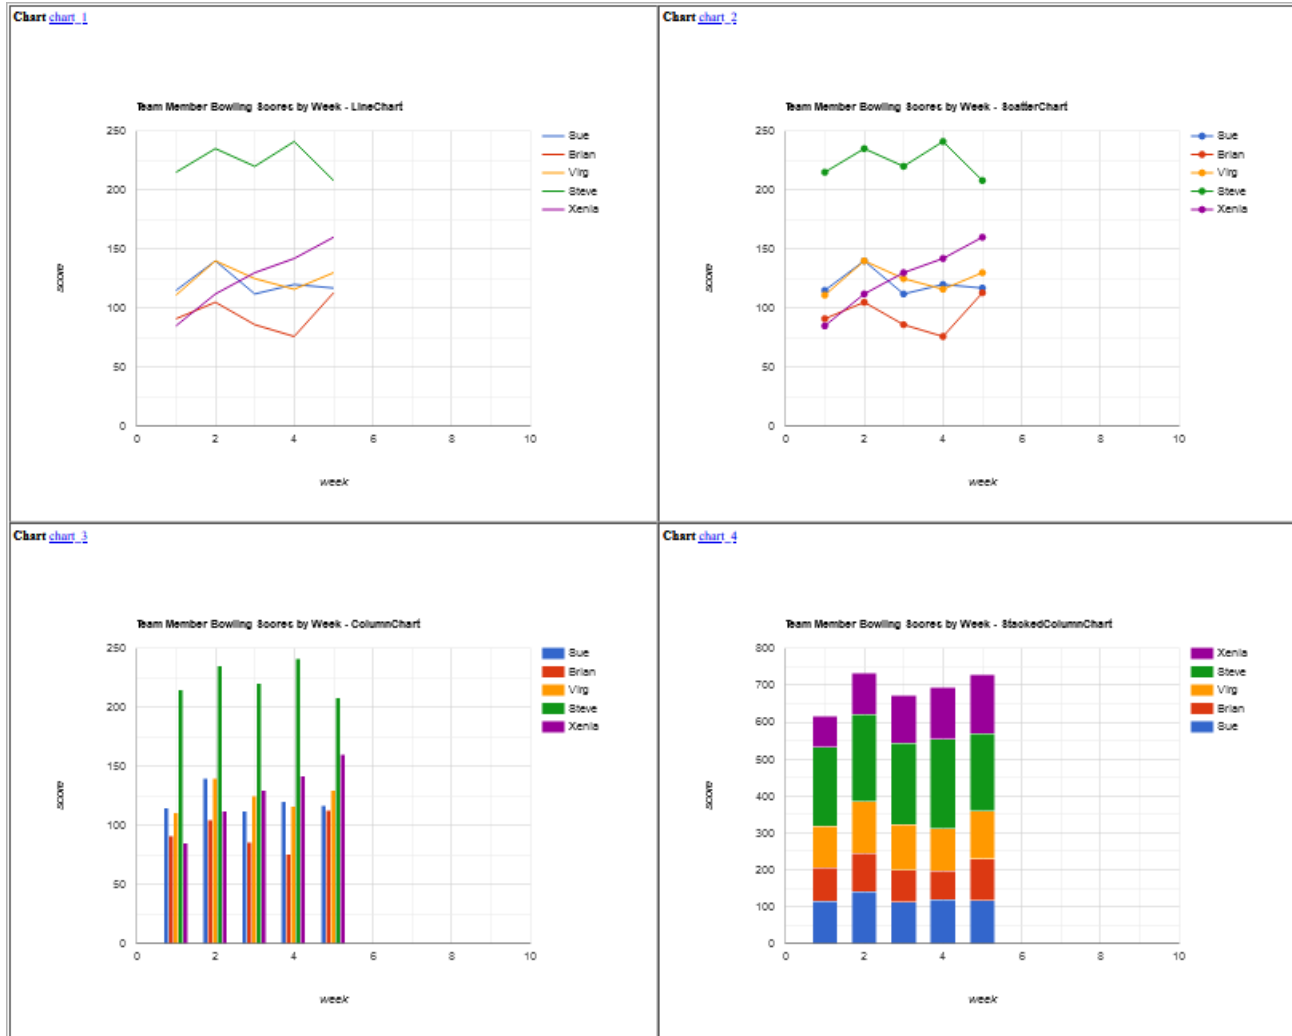 Chart chart_1
Team Member Bowling Scores by Week - LineChart
250
200
150
100
50
0
score
0 2 4 6 8 10
week
Sue
Brian
Virg
Steve
Xenia
Chart chart_2
Team Member Bowling Scores by Week - ScatterChart
250
200
150
100
50
0
score
0 2 4 6 8 10
week
Sue
Brian
Virg
Steve
Xenia
Chart chart_3
Team Member Bowling Scores by Week - ColumnChart
250
200
150
100
50
0
score
0 2 4 6 8 10
week
Sue
Brian
Virg
Steve
Xenia
Chart chart_4
Team Member Bowling Scores by Week - StackedColumnChart
800
700
600
500
400
300
200
100
0
score
0 2 4 6 8 10
week
Xenia
Steve
Virg
Brian
Sue